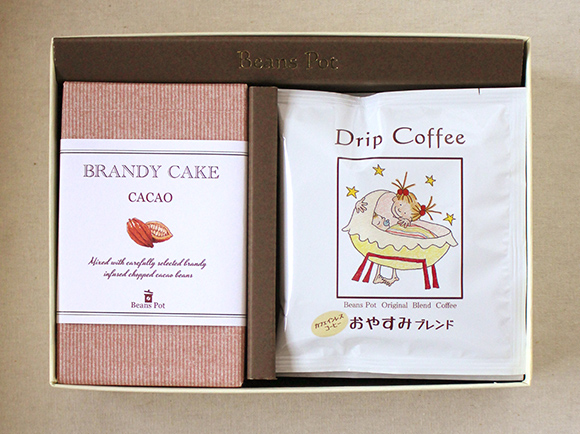 Beans Pot
BRANDY CAKE
CACAO
Mixed with carefully selected brandy
infused chopped cacao beans
Beans Pot
Drip Coffee
Beans Pot Original Blend Coffee
カフェインレス
コーヒー
おやすみブレンド